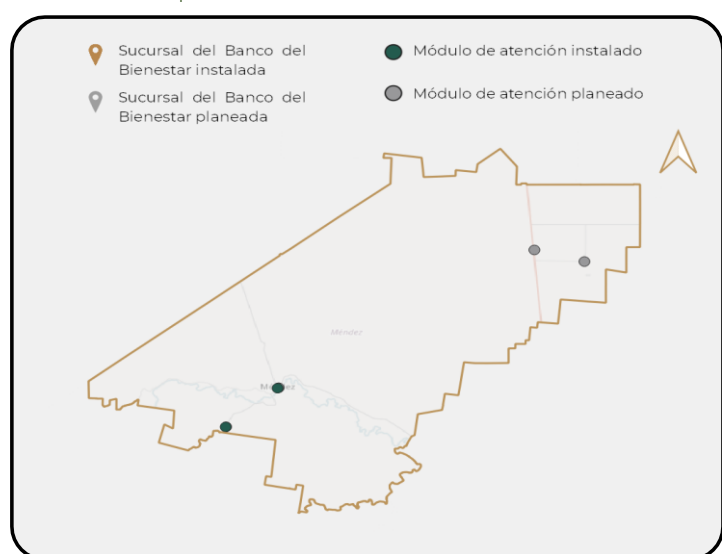 Sucursal del Banco del
Bienestar instalada
Sucursal del Banco del
Bienestar planeada
Módulo de atención instalado
Módulo de atención planeado
Mendez